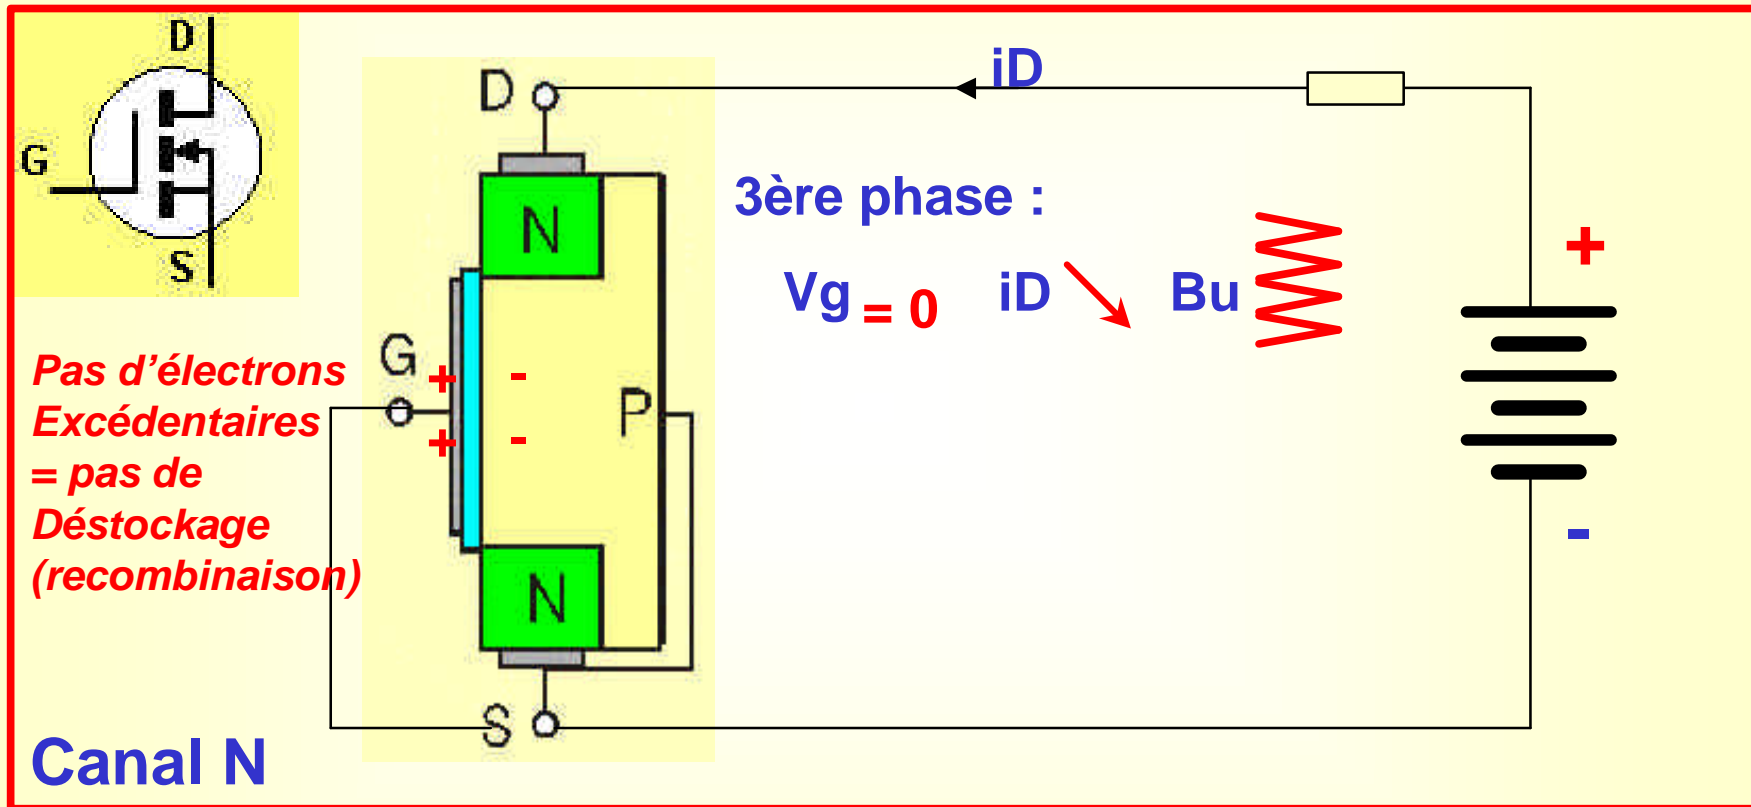 D
G
S
D
iD
N
3ère phase :
Vg = 0 iD Bu
+
Pas d’électrons
Excédentaires
= pas de
Déstockage
(recombinaison)
G
+ -
+ -
P
-
N
S
Canal N